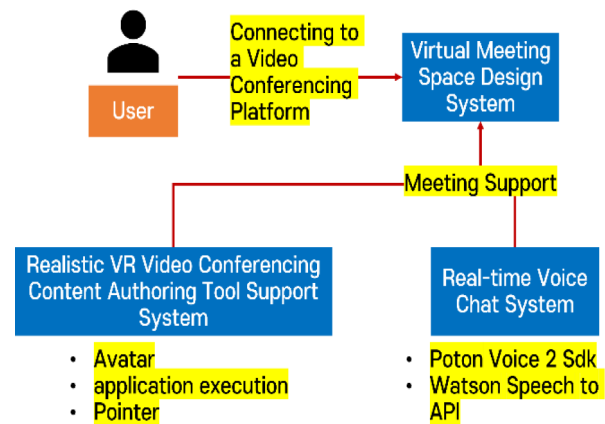 Connecting to
a Video
Conferencing
Platform
User
Virtual Meeting
Space Design
System
Meeting Support
Realistic VR Video Conferencing
Content Authoring Tool Support
System
• Avatar
• application execution
• Pointer
Real-time Voice
Chat System
• Poton Voice 2 Sdk
• Watson Speech to
API